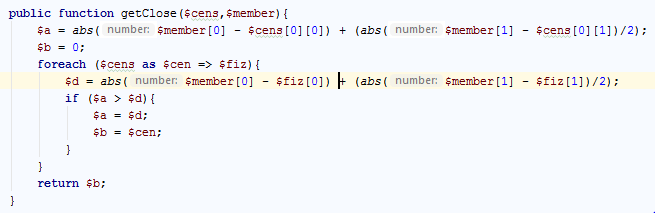 public function getClose($cens,$member){
$a = abs( number: $member[0] - $cens[0][0]) + (abs( number: $member[1] - $cens[0][1])/2);
$b = 0;
foreach ($cens as $cen => $fiz){
$d = abs( number: $member[0] - $fiz[0]) + (abs( number: $member[1] - $fiz[1])/2);
if ($a > $d){
$a = $d;
$b = $cen;
}
}
return $b;
}